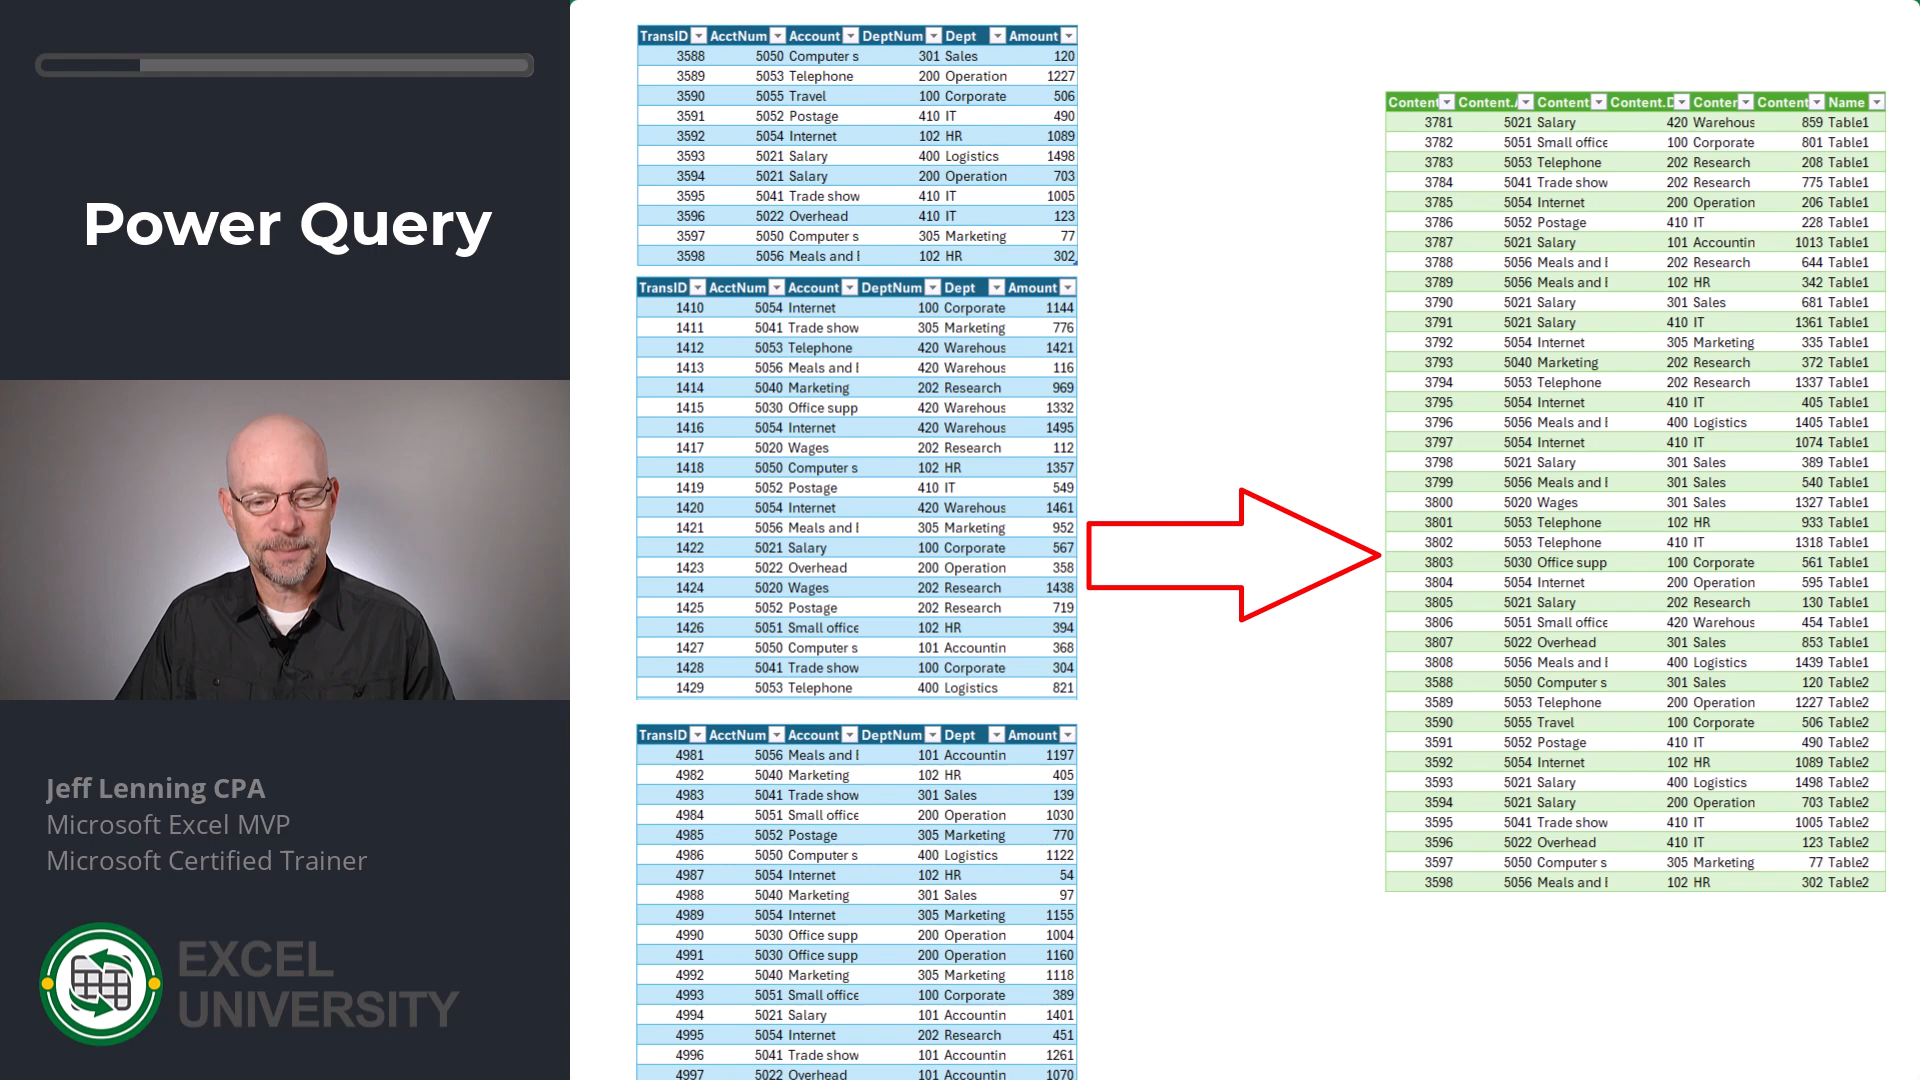 Power Query
Jeff Lenning CPA
Microsoft Excel MVP
Microsoft Certified Trainer
EXCEL
UNIVERSITY
TransID AcctNum Account DeptNum Dept Amount
3588 5050 Computer s 301 Sales 120
3589 5053 Telephone 200 Operation 1227
3590 5055 Travel 100 Corporate 506
3591 5052 Postage 410 IT 490
3592 5054 Internet 102 HR 1089
3593 5021 Salary 400 Logistics 1498
3594 5021 Salary 200 Operation 703
3595 5041 Trade show 410 IT 1005
3596 5022 Overhead 410 IT 123
3597 5050 Computer s 305 Marketing 77
3598 5056 Meals and 102 HR 302
TransID AcctNum Account DeptNum Dept Amount
1410 5054 Internet 100 Corporate 1144
1411 5041 Trade show 305 Marketing 776
1412 5053 Telephone 420 Warehous 1421
1413 5056 Meals and 420 Warehous 116
1414 5040 Marketing 202 Research 969
1415 5030 Office supp 420 Warehous 1332
1416 5054 Internet 420 Warehous 1495
1417 5020 Wages 202 Research 112
1418 5050 Computer s 102 HR 1357
1419 5052 Postage 410 IT 549
1420 5054 Internet 420 Warehous 1461
1421 5056 Meals and 305 Marketing 952
1422 5021 Salary 100 Corporate 567
1423 5022 Overhead 200 Operation 358
1424 5020 Wages 202 Research 1438
1425 5052 Postage 202 Research 719
1426 5051 Small office 102 HR 394
1427 5050 Computer s 101 Accountin 368
1428 5041 Trade show 100 Corporate 304
1429 5053 Telephone 400 Logistics 821
TransID AcctNum Account DeptNum Dept Amount
4981 5056 Meals and 101 Accountin 1197
4982 5040 Marketing 102 HR 405
4983 5041 Trade show 301 Sales 139
4984 5051 Small office 200 Operation 1030
4985 5052 Postage 305 Marketing 770
4986 5050 Computer s 400 Logistics 1122
4987 5054 Internet 102 HR 54
4988 5040 Marketing 301 Sales 97
4989 5054 Internet 305 Marketing 1155
4990 5030 Office supp 200 Operation 1004
4991 5030 Office supp 200 Operation 1160
4992 5040 Marketing 305 Marketing 1118
4993 5051 Small office 100 Corporate 389
4994 5021 Salary 101 Accountin 1401
4995 5054 Internet 202 Research 451
4996 5041 Trade show 101 Accountin 1261
4997 5022 Overhead 101 Accountin 1070
Content Content. Content Content.D Conter Content Name
3781 5021 Salary 420 Warehous 859 Table1
3782 5051 Small office 100 Corporate 801 Table1
3783 5053 Telephone 202 Research 208 Table1
3784 5041 Trade show 202 Research 775 Table1
3785 5054 Internet 200 Operation 206 Table1
3786 5052 Postage 410 IT 228 Table1
3787 5021 Salary 101 Accountin 1013 Table1
3788 5056 Meals and 202 Research 644 Table1
3789 5056 Meals and 102 HR 342 Table1
3790 5021 Salary 301 Sales 681 Table1
3791 5021 Salary 410 IT 1361 Table1
3792 5054 Internet 305 Marketing 335 Table1
3793 5040 Marketing 202 Research 372 Table1
3794 5053 Telephone 202 Research 1337 Table1
3795 5054 Internet 410 IT 405 Table1
3796 5056 Meals and 400 Logistics 1405 Table1
3797 5054 Internet 410 IT 1074 Table1
3798 5021 Salary 301 Sales 389 Table1
3799 5056 Meals and 301 Sales 540 Table1
3800 5020 Wages 301 Sales 1327 Table1
3801 5053 Telephone 102 HR 933 Table1
3802 5053 Telephone 410 IT 1318 Table1
3803 5030 Office supp 100 Corporate 561 Table1
3804 5054 Internet 200 Operation 595 Table1
3805 5021 Salary 202 Research 130 Table1
3806 5051 Small office 420 Warehous 454 Table1
3807 5022 Overhead 301 Sales 853 Table1
3808 5056 Meals and 400 Logistics 1439 Table1
3588 5050 Computer s 301 Sales 120 Table2
3589 5053 Telephone 200 Operation 1227 Table2
3590 5055 Travel 100 Corporate 506 Table2
3591 5052 Postage 410 IT 490 Table2
3592 5054 Internet 102 HR 1089 Table2
3593 5021 Salary 400 Logistics 1498 Table2
3594 5021 Salary 200 Operation 703 Table2
3595 5041 Trade show 410 IT 1005 Table2
3596 5022 Overhead 410 IT 123 Table2
3597 5050 Computer s 305 Marketing 77 Table2
3598 5056 Meals and 102 HR 302 Table2